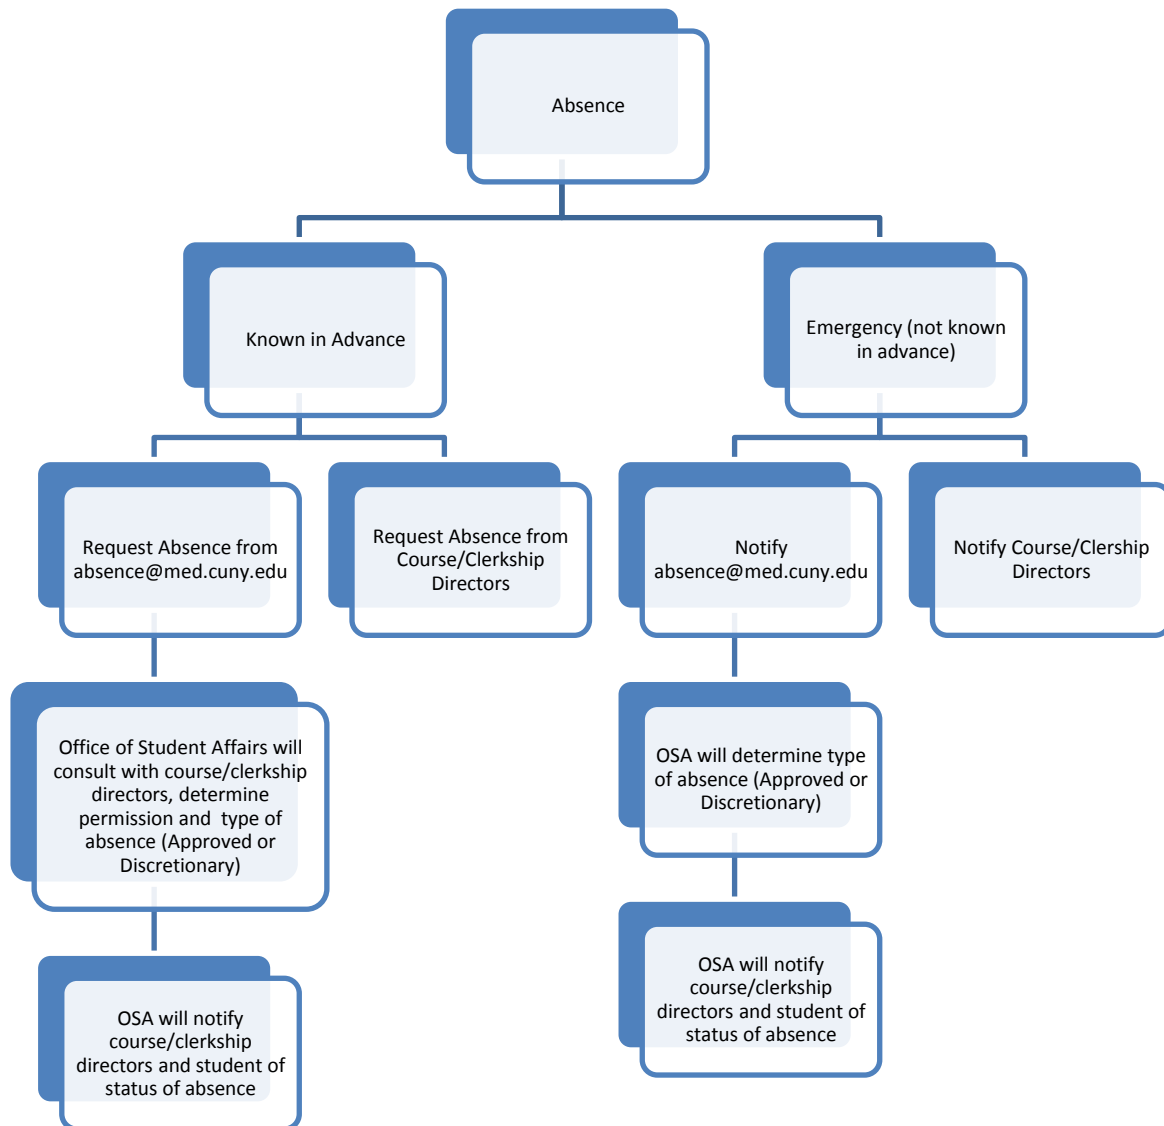 Absence
Known in Advance
Emergency (not known
in advance)
Request Absence from
absence@med.cuny.edu
Request Absence from
Course/Clerkship
Directors
Notify
absence@med.cuny.edu
Notify Course/Clership
Directors
Office of Student Affairs will
consult with course/clerkship
directors, determine
permission and  type of
absence (Approved or
Discretionary)
OSA will determine type
of absence (Approved or
Discretionary)
OSA will notify
course/clerkship
directors and student of
status of absence
OSA will notify
course/clerkship
directors and student of
status of absence